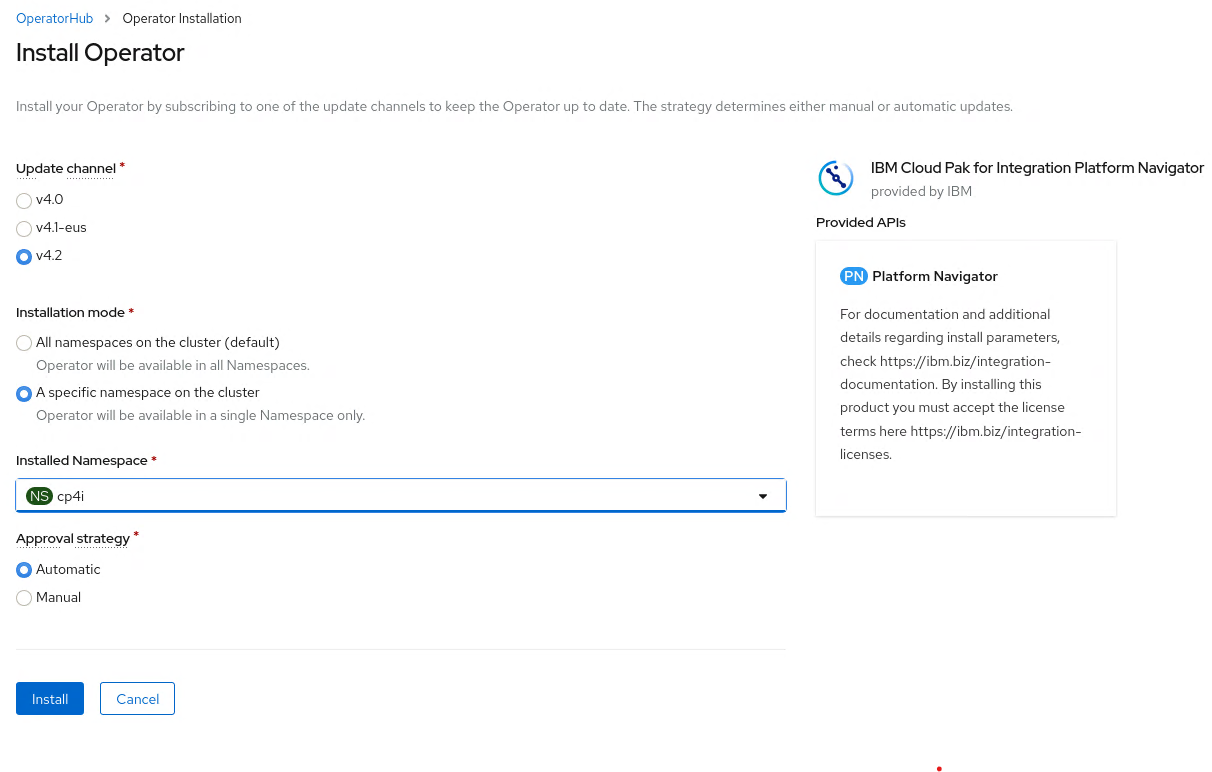 OperatorHub > Operator Installation
Install Operator
Install your Operator by subscribing to one of the update channels to keep the Operator up to date. The strategy determines either manual or automatic updates.
Update channel *
v4.0
v4.1-eus
v4.2
Installation mode *
All namespaces on the cluster (default)
Operator will be available in all Namespaces.
A specific namespace on the cluster
Operator will be available in a single Namespace only.
Installed Namespace *
NS cp4i
Approval strategy *
Automatic
Manual
Install Cancel
IBM Cloud Pak for Integration Platform Navigator
provided by IBM
Provided APIs
PN Platform Navigator
For documentation and additional
details regarding install parameters,
check https://ibm.biz/integration-
documentation. By installing this
product you must accept the license
terms here https://ibm.biz/integration-
licenses.